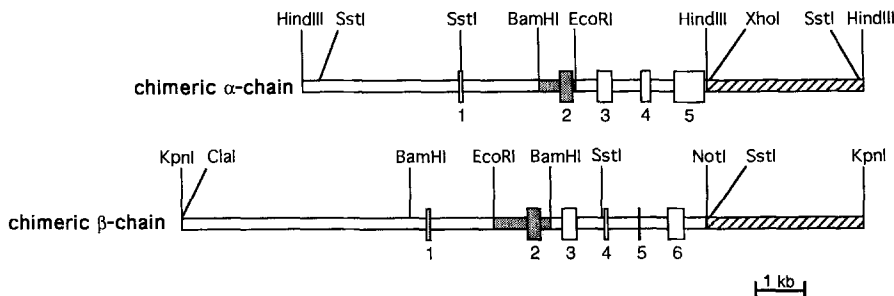 HindIII SstI SstI BamHI EcoRI HindIII XhoI SstI HindIII
chimeric α-chain
1 2 3 4 5
KpnI ClaI BamHI EcoRI BamHI SstI NotI SstI KpnI
chimeric β-chain
1 2 3 4 5 6
1 kb